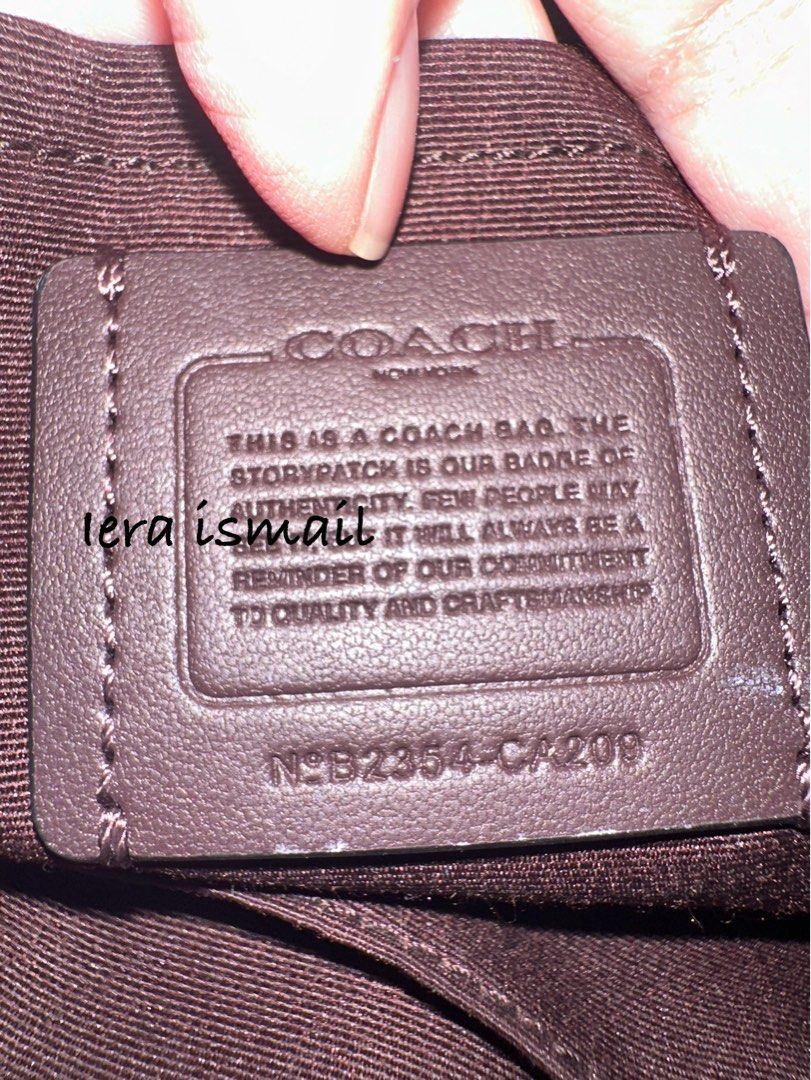 COACH
NEW YORK
THIS IS A COACH BAG. THE
STORYPATCH IS OUR BADGE OF
AUTHENTICITY. FEW PEOPLE MAY
IT WILL ALWAYS BE A
REMINDER OF OUR COMMITMENT
TO QUALITY AND CRAFTSMANSHIP
NºB2354-CA209
Iera ismail